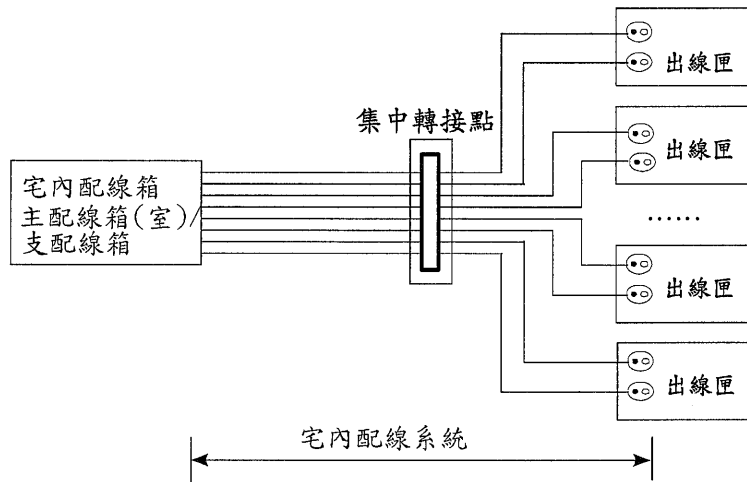 出線匣
集中轉接點
出線匣
宅內配線箱
主配線箱(室)/
支配線箱
……
出線匣
出線匣
宅內配線系統